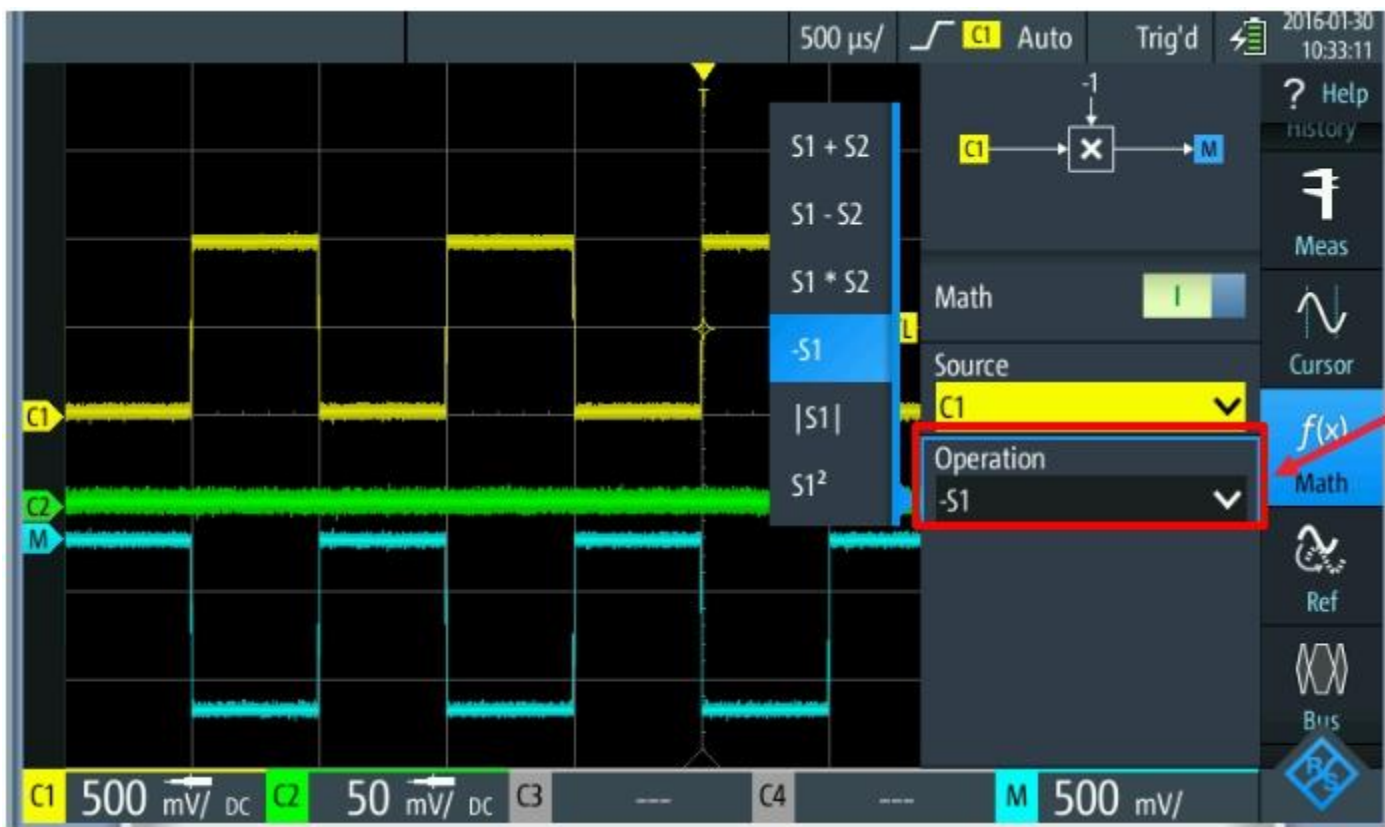 500 µs/ C1 Auto Trig'd 2016-01-30
10:33:11
? Help
History
Meas
Cursor
f(x)
Math
Ref
Bus
R&S
-1
C1 × M
Math I
Source
C1
Operation
-S1
S1 + S2
S1 - S2
S1 * S2
-S1
|S1|
S1²
T
TL
C1
C2
M
C1 500 mV/ DC C2 50 mV/ DC C3 --- C4 --- M 500 mV/